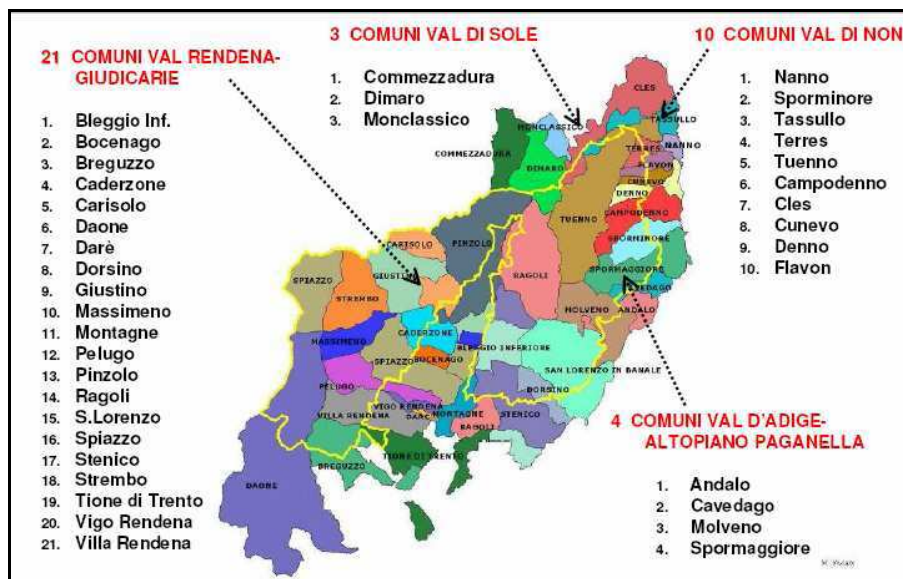 21 COMUNI VAL RENDENA-
GIUDICARIE
1. Bleggio Inf.
2. Bocenago
3. Breguzzo
4. Caderzone
5. Carisolo
6. Daone
7. Darè
8. Dorsino
9. Giustino
10. Massimeno
11. Montagne
12. Pelugo
13. Pinzolo
14. Ragoli
15. S.Lorenzo
16. Spiazzo
17. Stenico
18. Strembo
19. Tione di Trento
20. Vigo Rendena
21. Villa Rendena
3 COMUNI VAL DI SOLE
1. Commezzadura
2. Dimaro
3. Monclassico
10 COMUNI VAL DI NON
1. Nanno
2. Sporminore
3. Tassullo
4. Terres
5. Tuenno
6. Campodenno
7. Cles
8. Cunevo
9. Denno
10. Flavon
4 COMUNI VAL D'ADIGE-
ALTOPIANO PAGANELLA
1. Andalo
2. Cavedago
3. Molveno
4. Spormaggiore
CLES
TASSULLO
MONCLASSICO
COMMEZZADURA
DIMARO
TERRES
NANNO
FLAVON
CUNEVO
DENNO
TUENNO
CAMPODENNO
SPORMINORE
SPORMAGGIORE
CAVEDAGO
CARISOLO
PINZOLO
RAGOLI
SPIAZZO
GIUSTINO
STREMBO
MOLVENO
ANDALO
MASSIMENO
CADERZONE
BLEGGIO INFERIORE
SPIAZZO
BOCENAGO
SAN LORENZO IN BANALE
PELUGO
DORSINO
VILLA RENDENA
VIGO RENDENA
DARE
MONTAGNE
STENICO
RAGOLI
TIONE DI TRENTO
BREGUZZO
DAONE